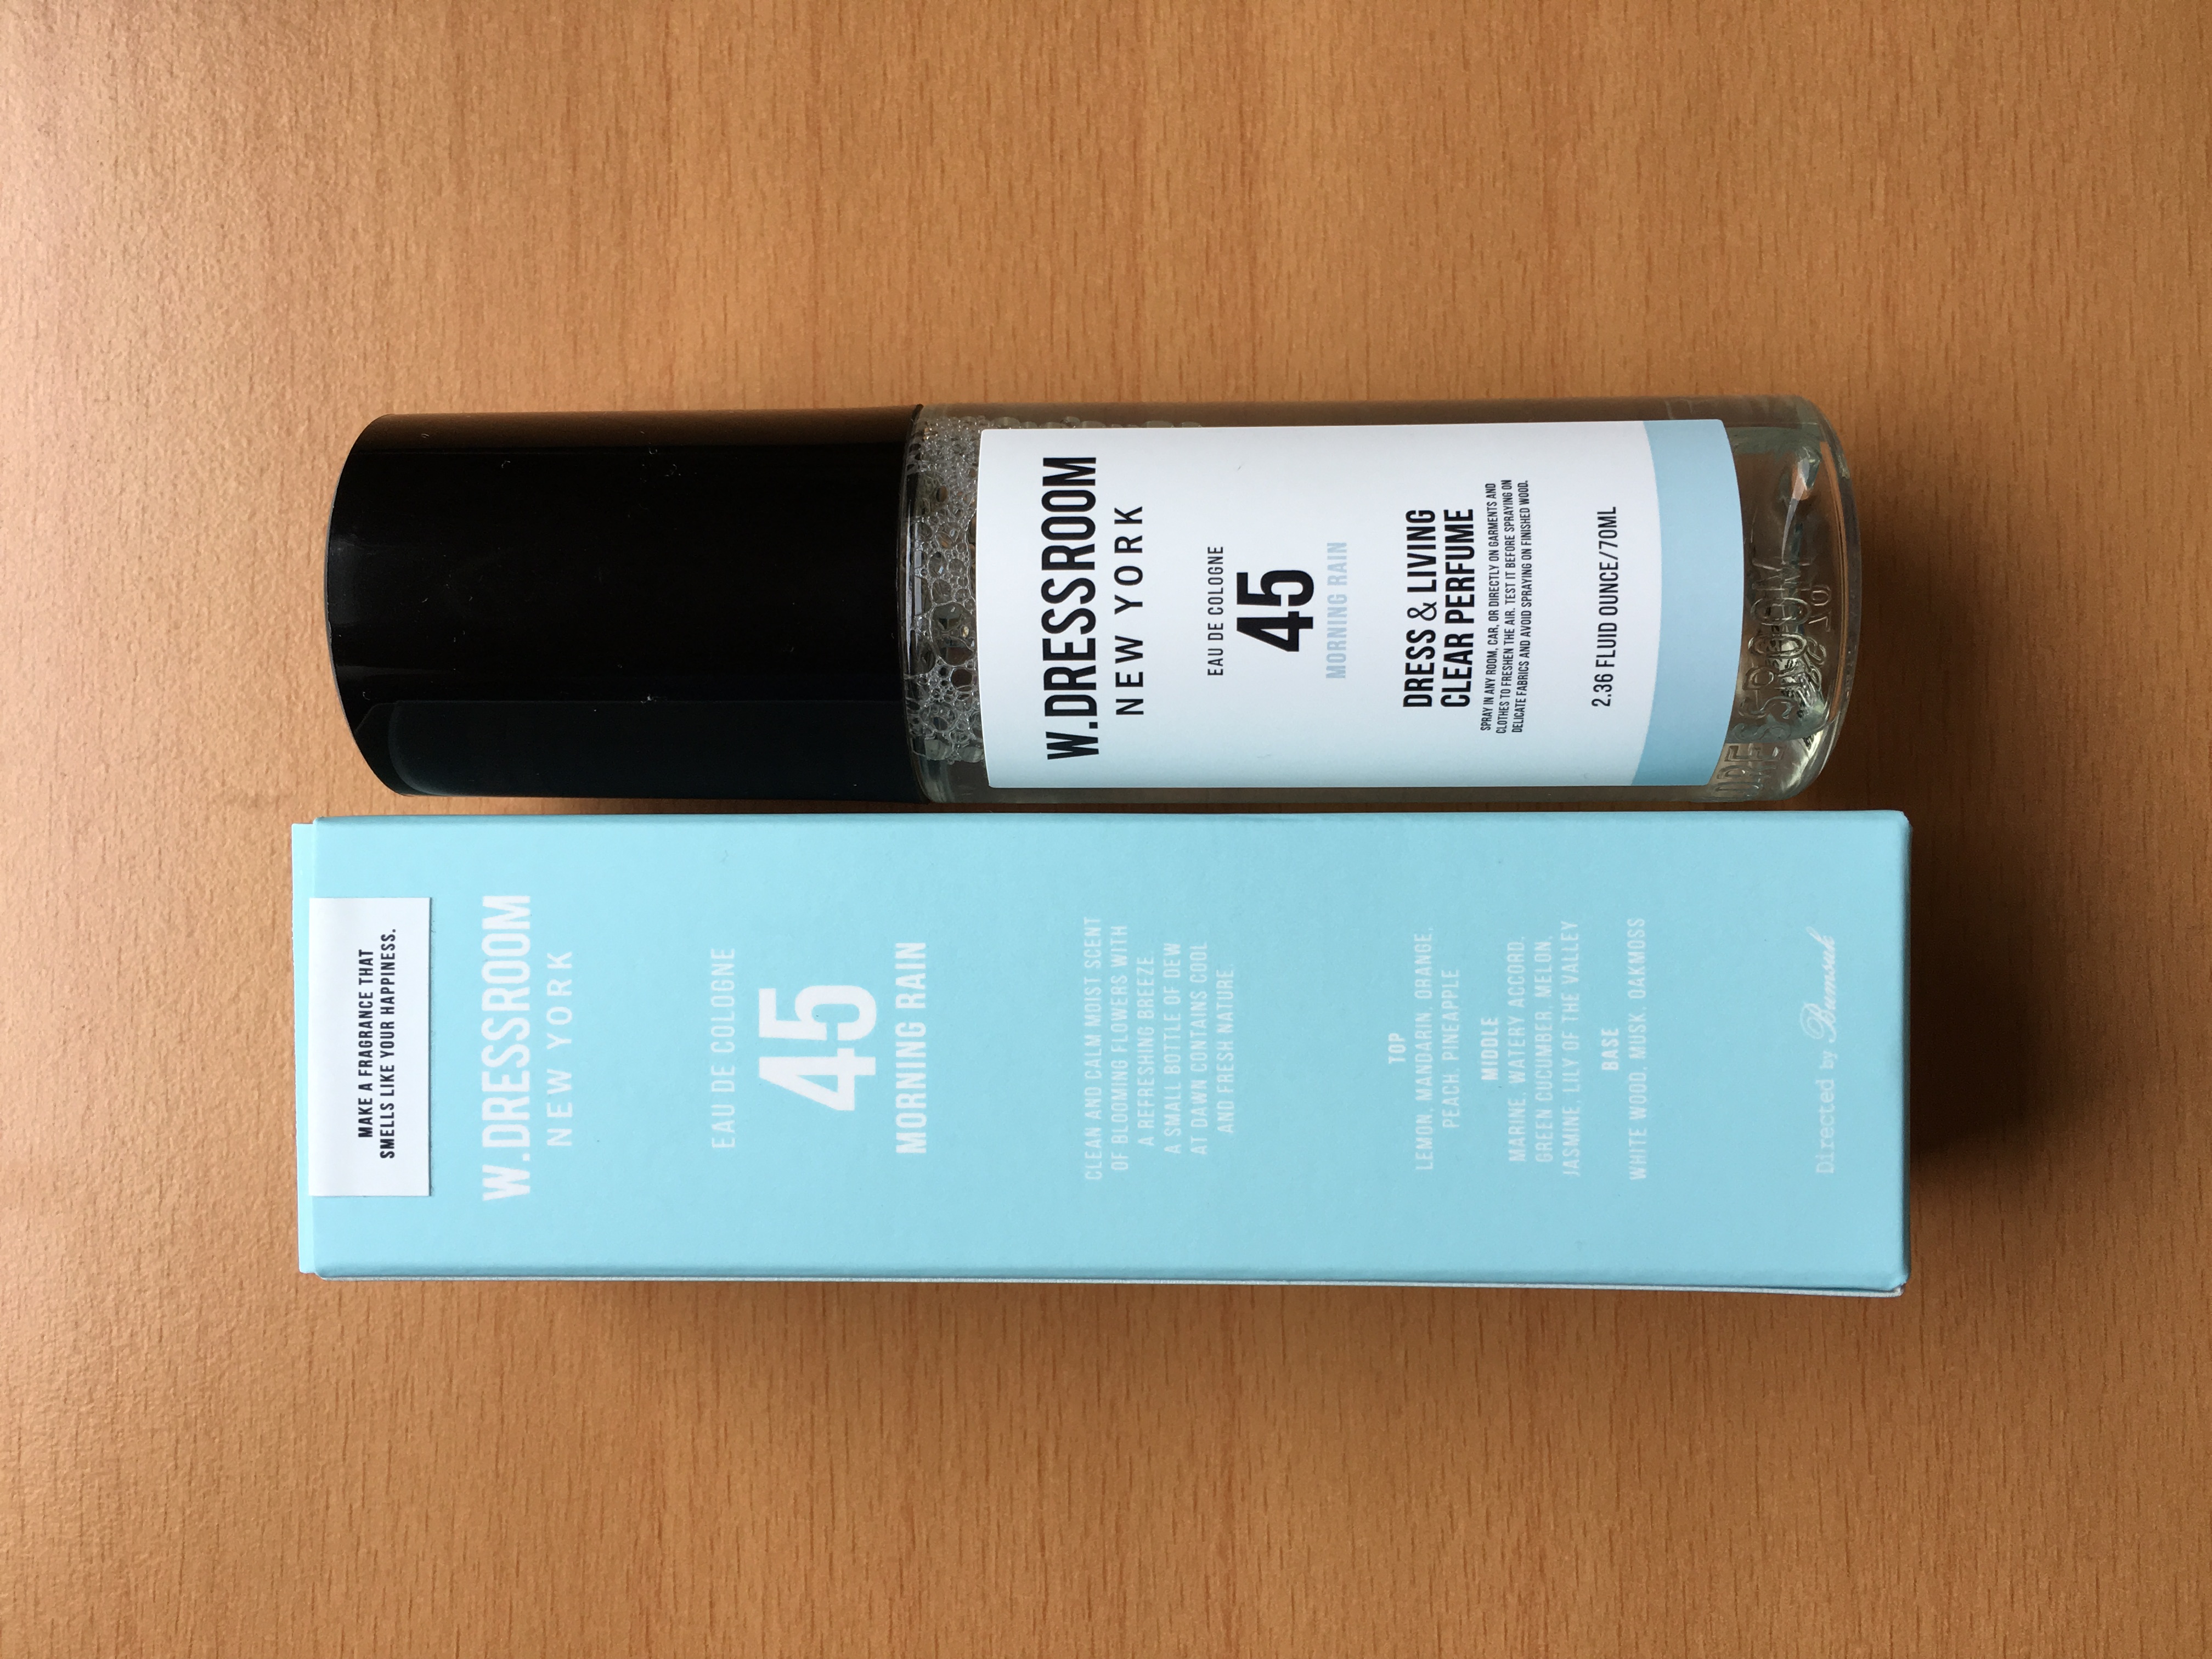 W.DRESSROOM
NEW YORK
EAU DE COLOGNE
45
MORNING RAIN
DRESS & LIVING
CLEAR PERFUME
SPRAY IN ANY ROOM, CAR, OR DIRECTLY ON GARMENTS AND
CLOTHES TO FRESHEN THE AIR. TEST IT BEFORE SPRAYING ON
DELICATE FABRICS AND AVOID SPRAYING ON FINISHED WOOD.
2.36 FLUID OUNCE/70ML
MAKE A FRAGRANCE THAT
SMELLS LIKE YOUR HAPPINESS.
W.DRESSROOM
NEW YORK
EAU DE COLOGNE
45
MORNING RAIN
CLEAN AND CALM MOIST SCENT
OF BLOOMING FLOWERS WITH
A REFRESHING BREEZE.
A SMALL BOTTLE OF DEW
AT DAWN CONTAINS COOL
AND FRESH NATURE.
TOP
LEMON, MANDARIN, ORANGE,
PEACH, PINEAPPLE
MIDDLE
MARINE, WATERY ACCORD,
GREEN CUCUMBER, MELON,
JASMINE, LILY OF THE VALLEY
BASE
WHITE WOOD, MUSK, OAKMOSS
Directed by Bumsuk